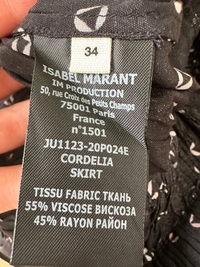 34
ISABEL MARANT
IM PRODUCTION
50, rue Croix des Petits Champs
75001 Paris
France
n°1501
JU1123-20P024E
CORDELIA
SKIRT
TISSU FABRIC ТКАНЬ
55% VISCOSE ВИСКОЗА
45% RAYON РАЙОН